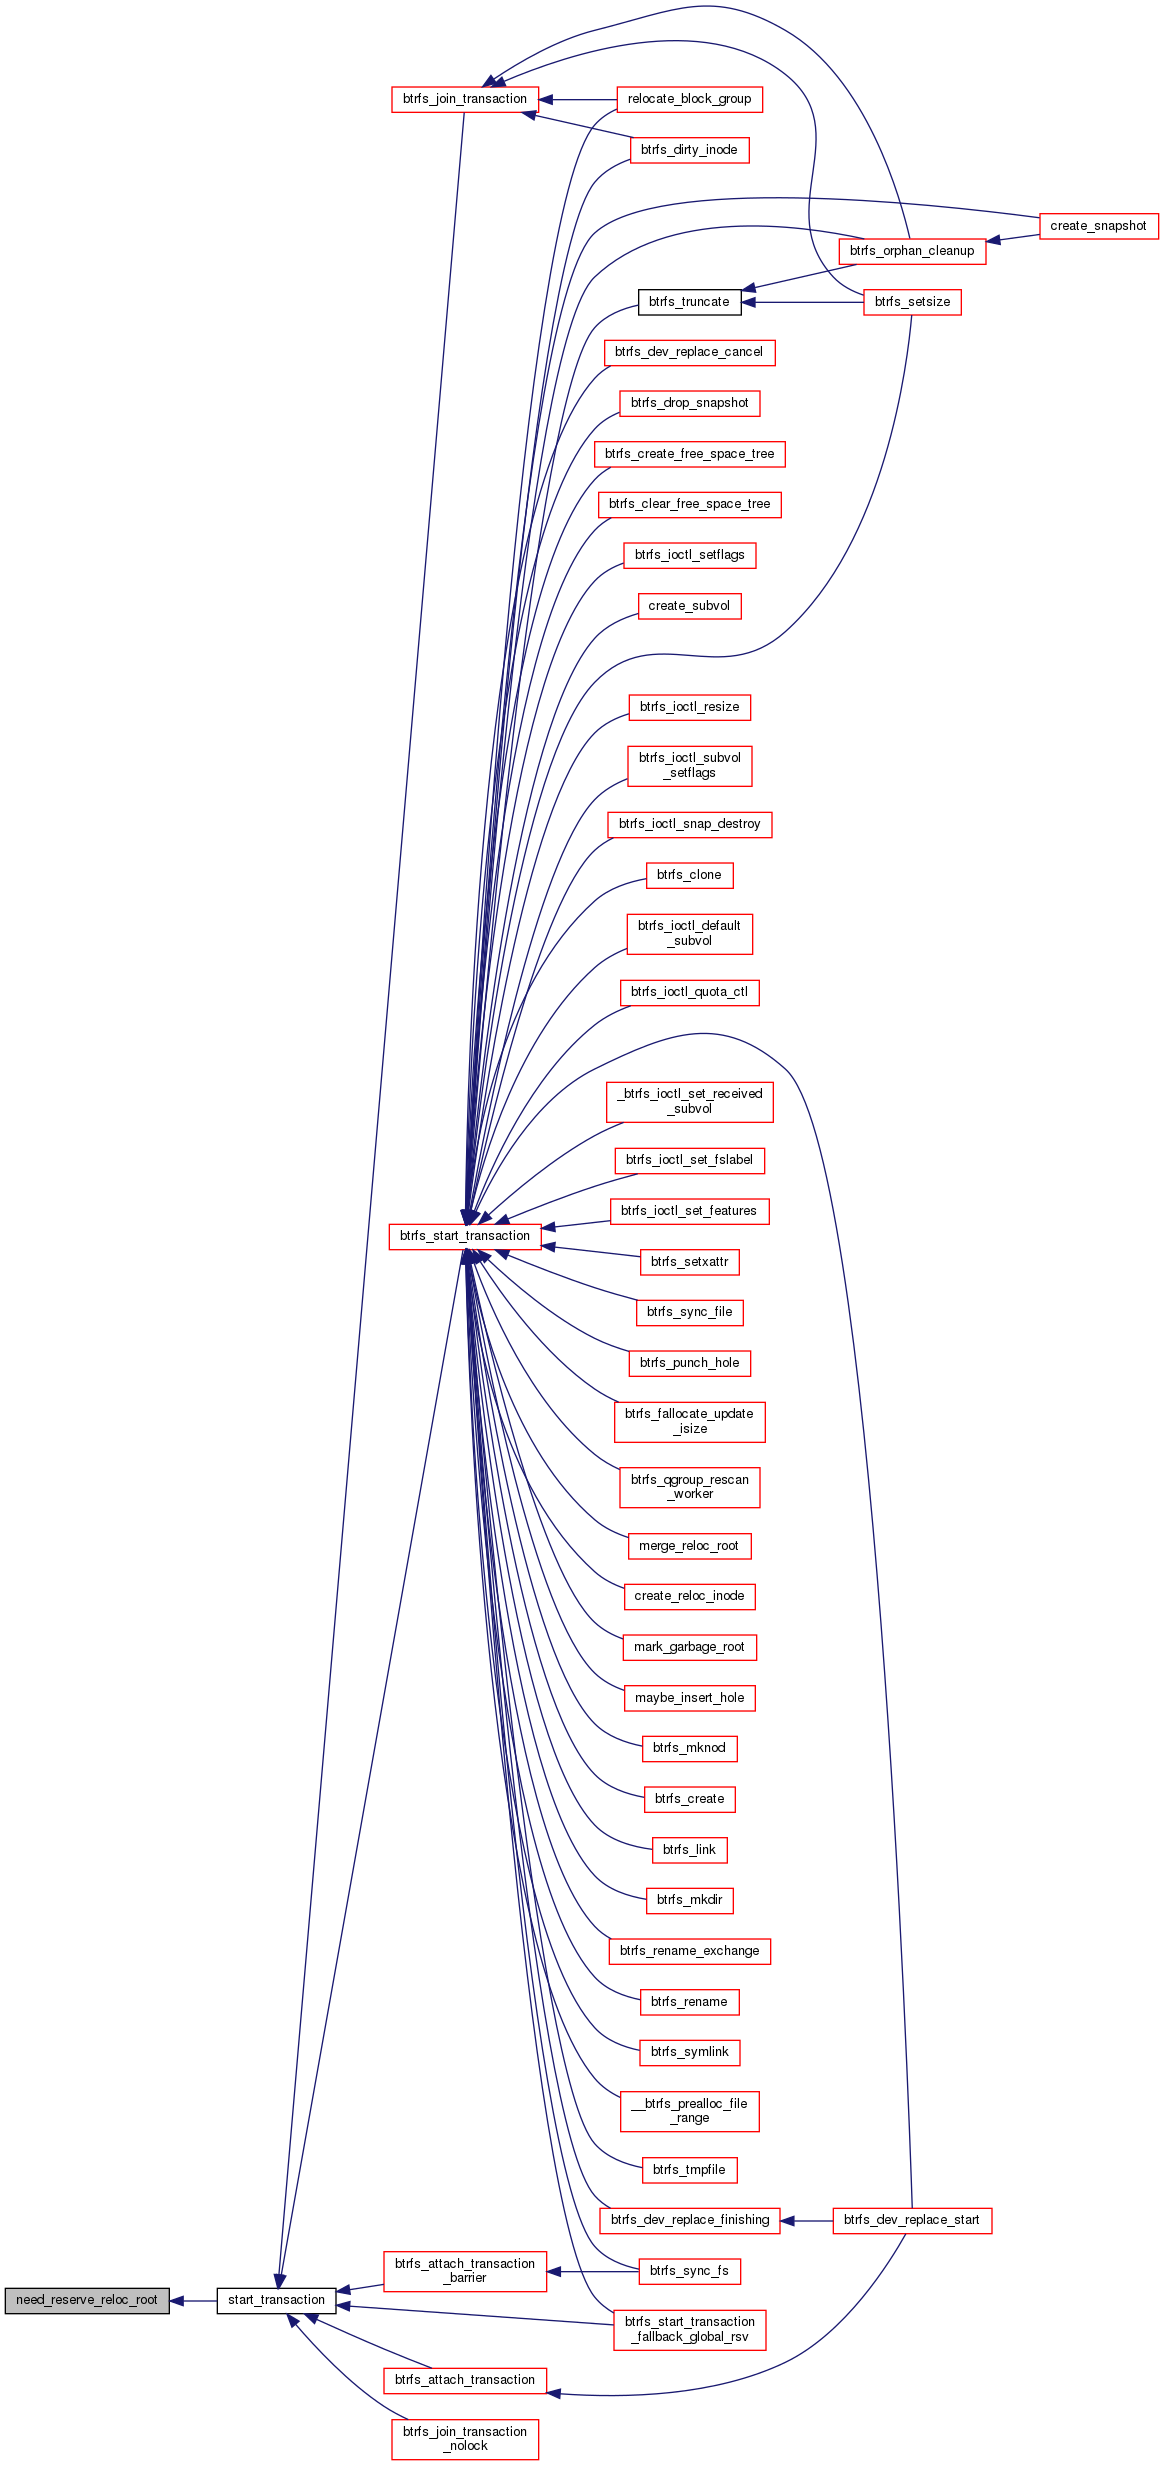 btrfs_join_transaction
relocate_block_group
btrfs_dirty_inode
create_snapshot
btrfs_orphan_cleanup
btrfs_truncate
btrfs_setsize
btrfs_dev_replace_cancel
btrfs_drop_snapshot
btrfs_create_free_space_tree
btrfs_clear_free_space_tree
btrfs_ioctl_setflags
create_subvol
btrfs_ioctl_resize
btrfs_ioctl_subvol
_setflags
btrfs_ioctl_snap_destroy
btrfs_clone
btrfs_ioctl_default
_subvol
btrfs_ioctl_quota_ctl
_btrfs_ioctl_set_received
_subvol
btrfs_ioctl_set_fslabel
btrfs_ioctl_set_features
btrfs_start_transaction
btrfs_setxattr
btrfs_sync_file
btrfs_punch_hole
btrfs_fallocate_update
_isize
btrfs_qgroup_rescan
_worker
merge_reloc_root
create_reloc_inode
mark_garbage_root
maybe_insert_hole
btrfs_mknod
btrfs_create
btrfs_link
btrfs_mkdir
btrfs_rename_exchange
btrfs_rename
btrfs_symlink
__btrfs_prealloc_file
_range
btrfs_tmpfile
btrfs_dev_replace_finishing
btrfs_dev_replace_start
btrfs_attach_transaction
_barrier
btrfs_sync_fs
need_reserve_reloc_root
start_transaction
btrfs_start_transaction
_fallback_global_rsv
btrfs_attach_transaction
btrfs_join_transaction
_nolock